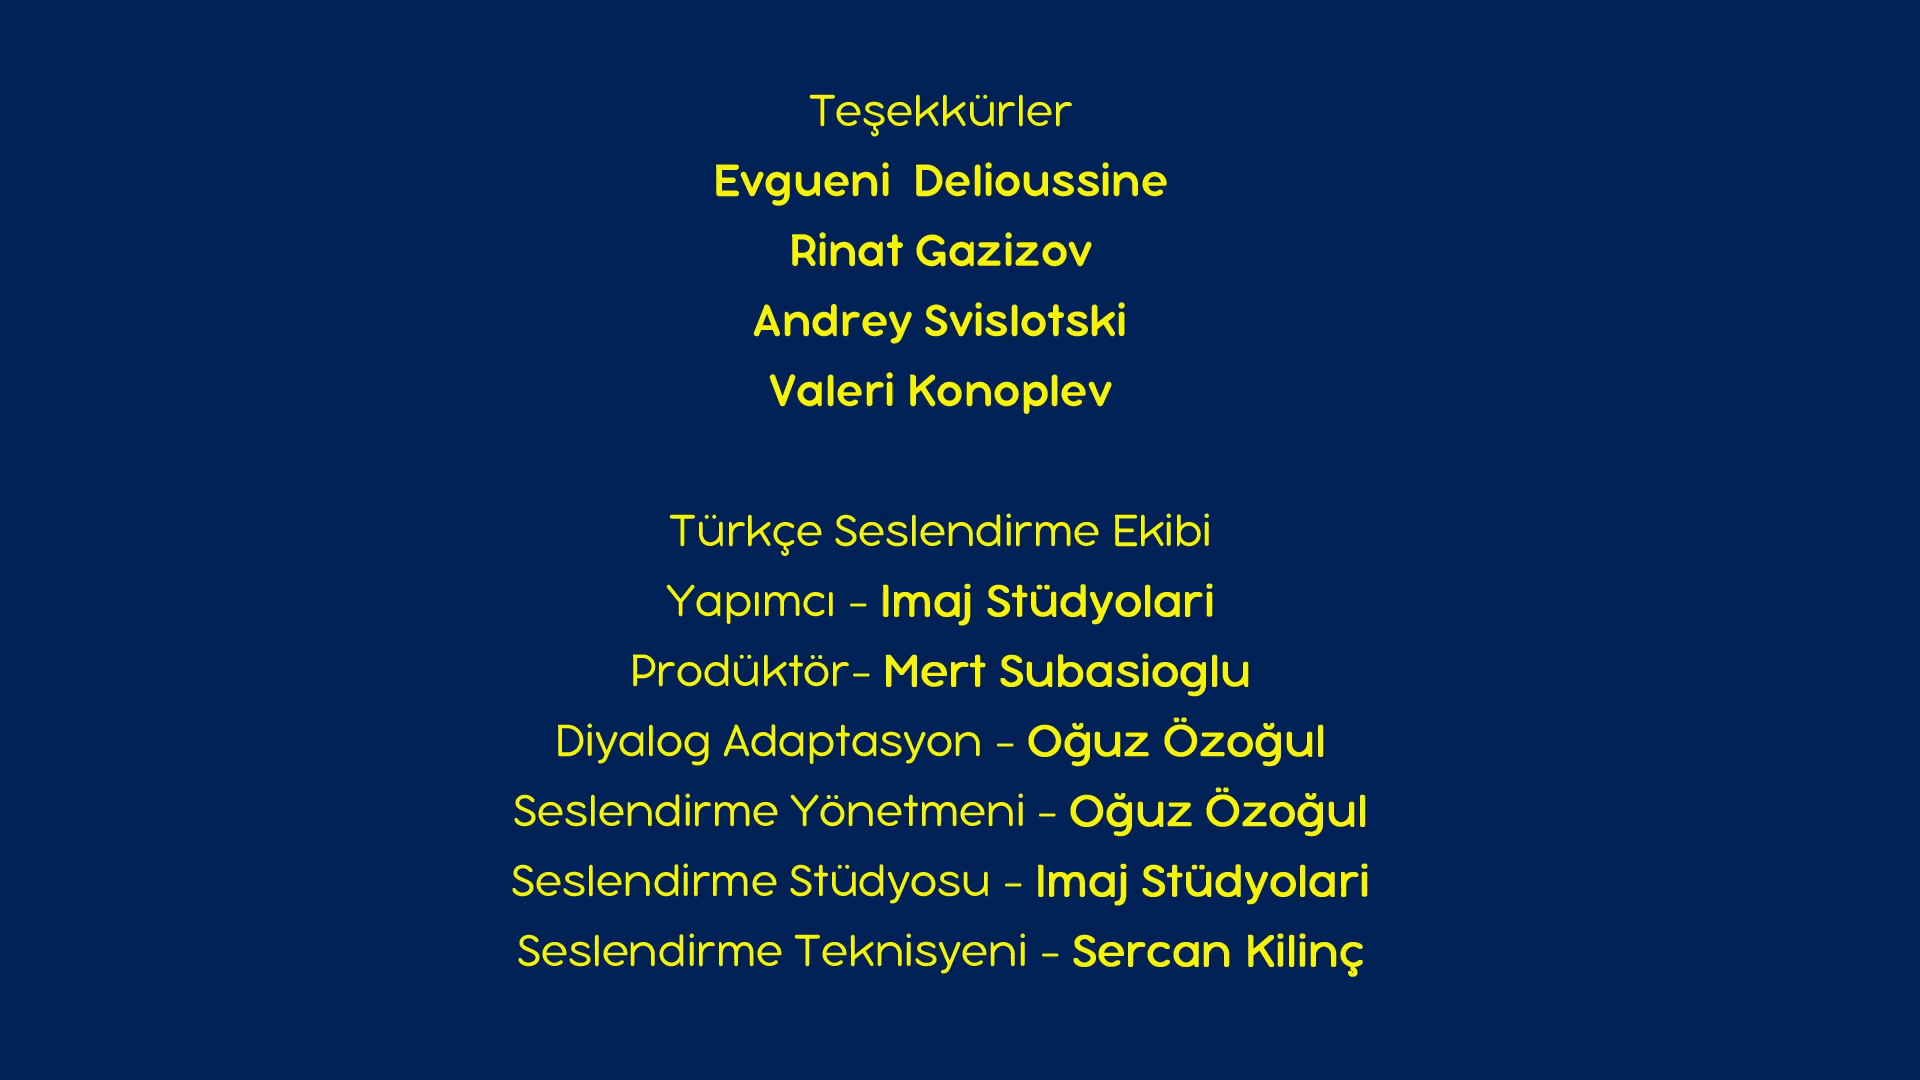 Teşekkürler
Evgueni Delioussine
Rinat Gazizov
Andrey Svislotski
Valeri Konoplev
Türkçe Seslendirme Ekibi
Yapımcı - Imaj Stüdyolari
Prodüktör- Mert Subasioglu
Diyalog Adaptasyon - Oğuz Özoğul
Seslendirme Yönetmeni - Oğuz Özoğul
Seslendirme Stüdyosu - Imaj Stüdyolari
Seslendirme Teknisyeni - Sercan Kilinç